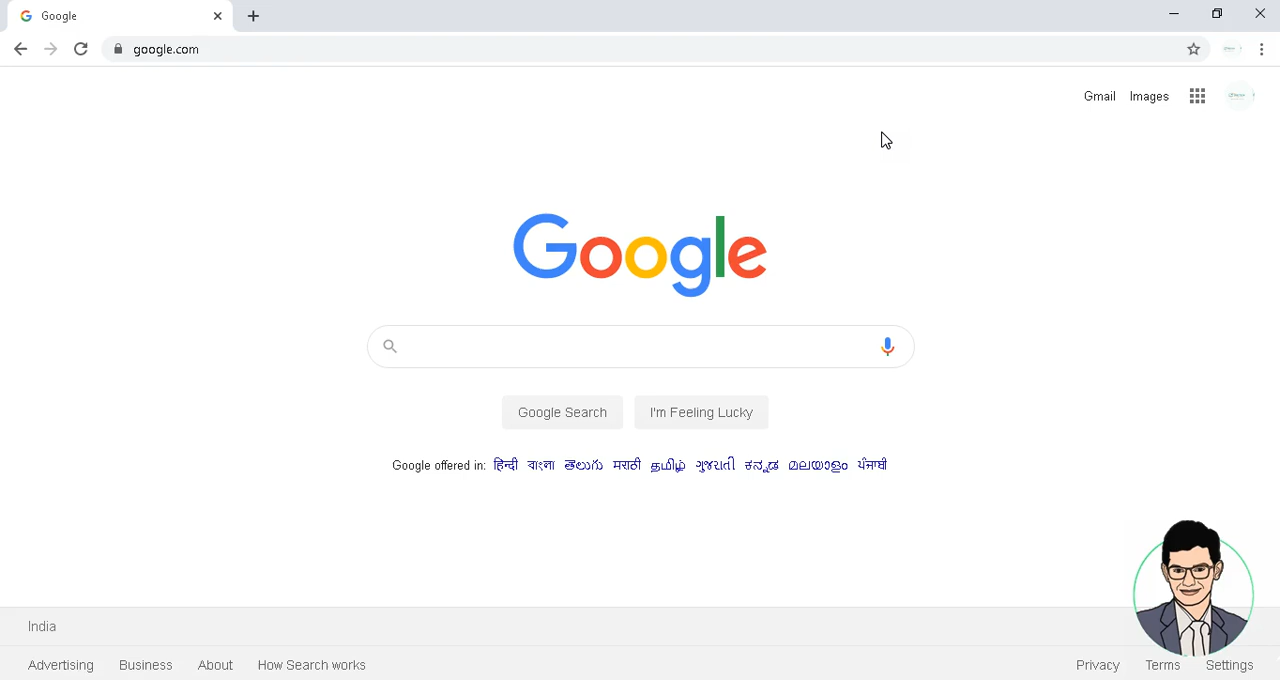 Google
google.com
Gmail Images
Google
Google Search I'm Feeling Lucky
Google offered in: हिन्दी বাংলা తెలుగు मराठी தமிழ் ગુજરાતી ಕನ್ನಡ മലയാളം ਪੰਜਾਬੀ
India
Advertising Business About How Search works Privacy Terms Settings